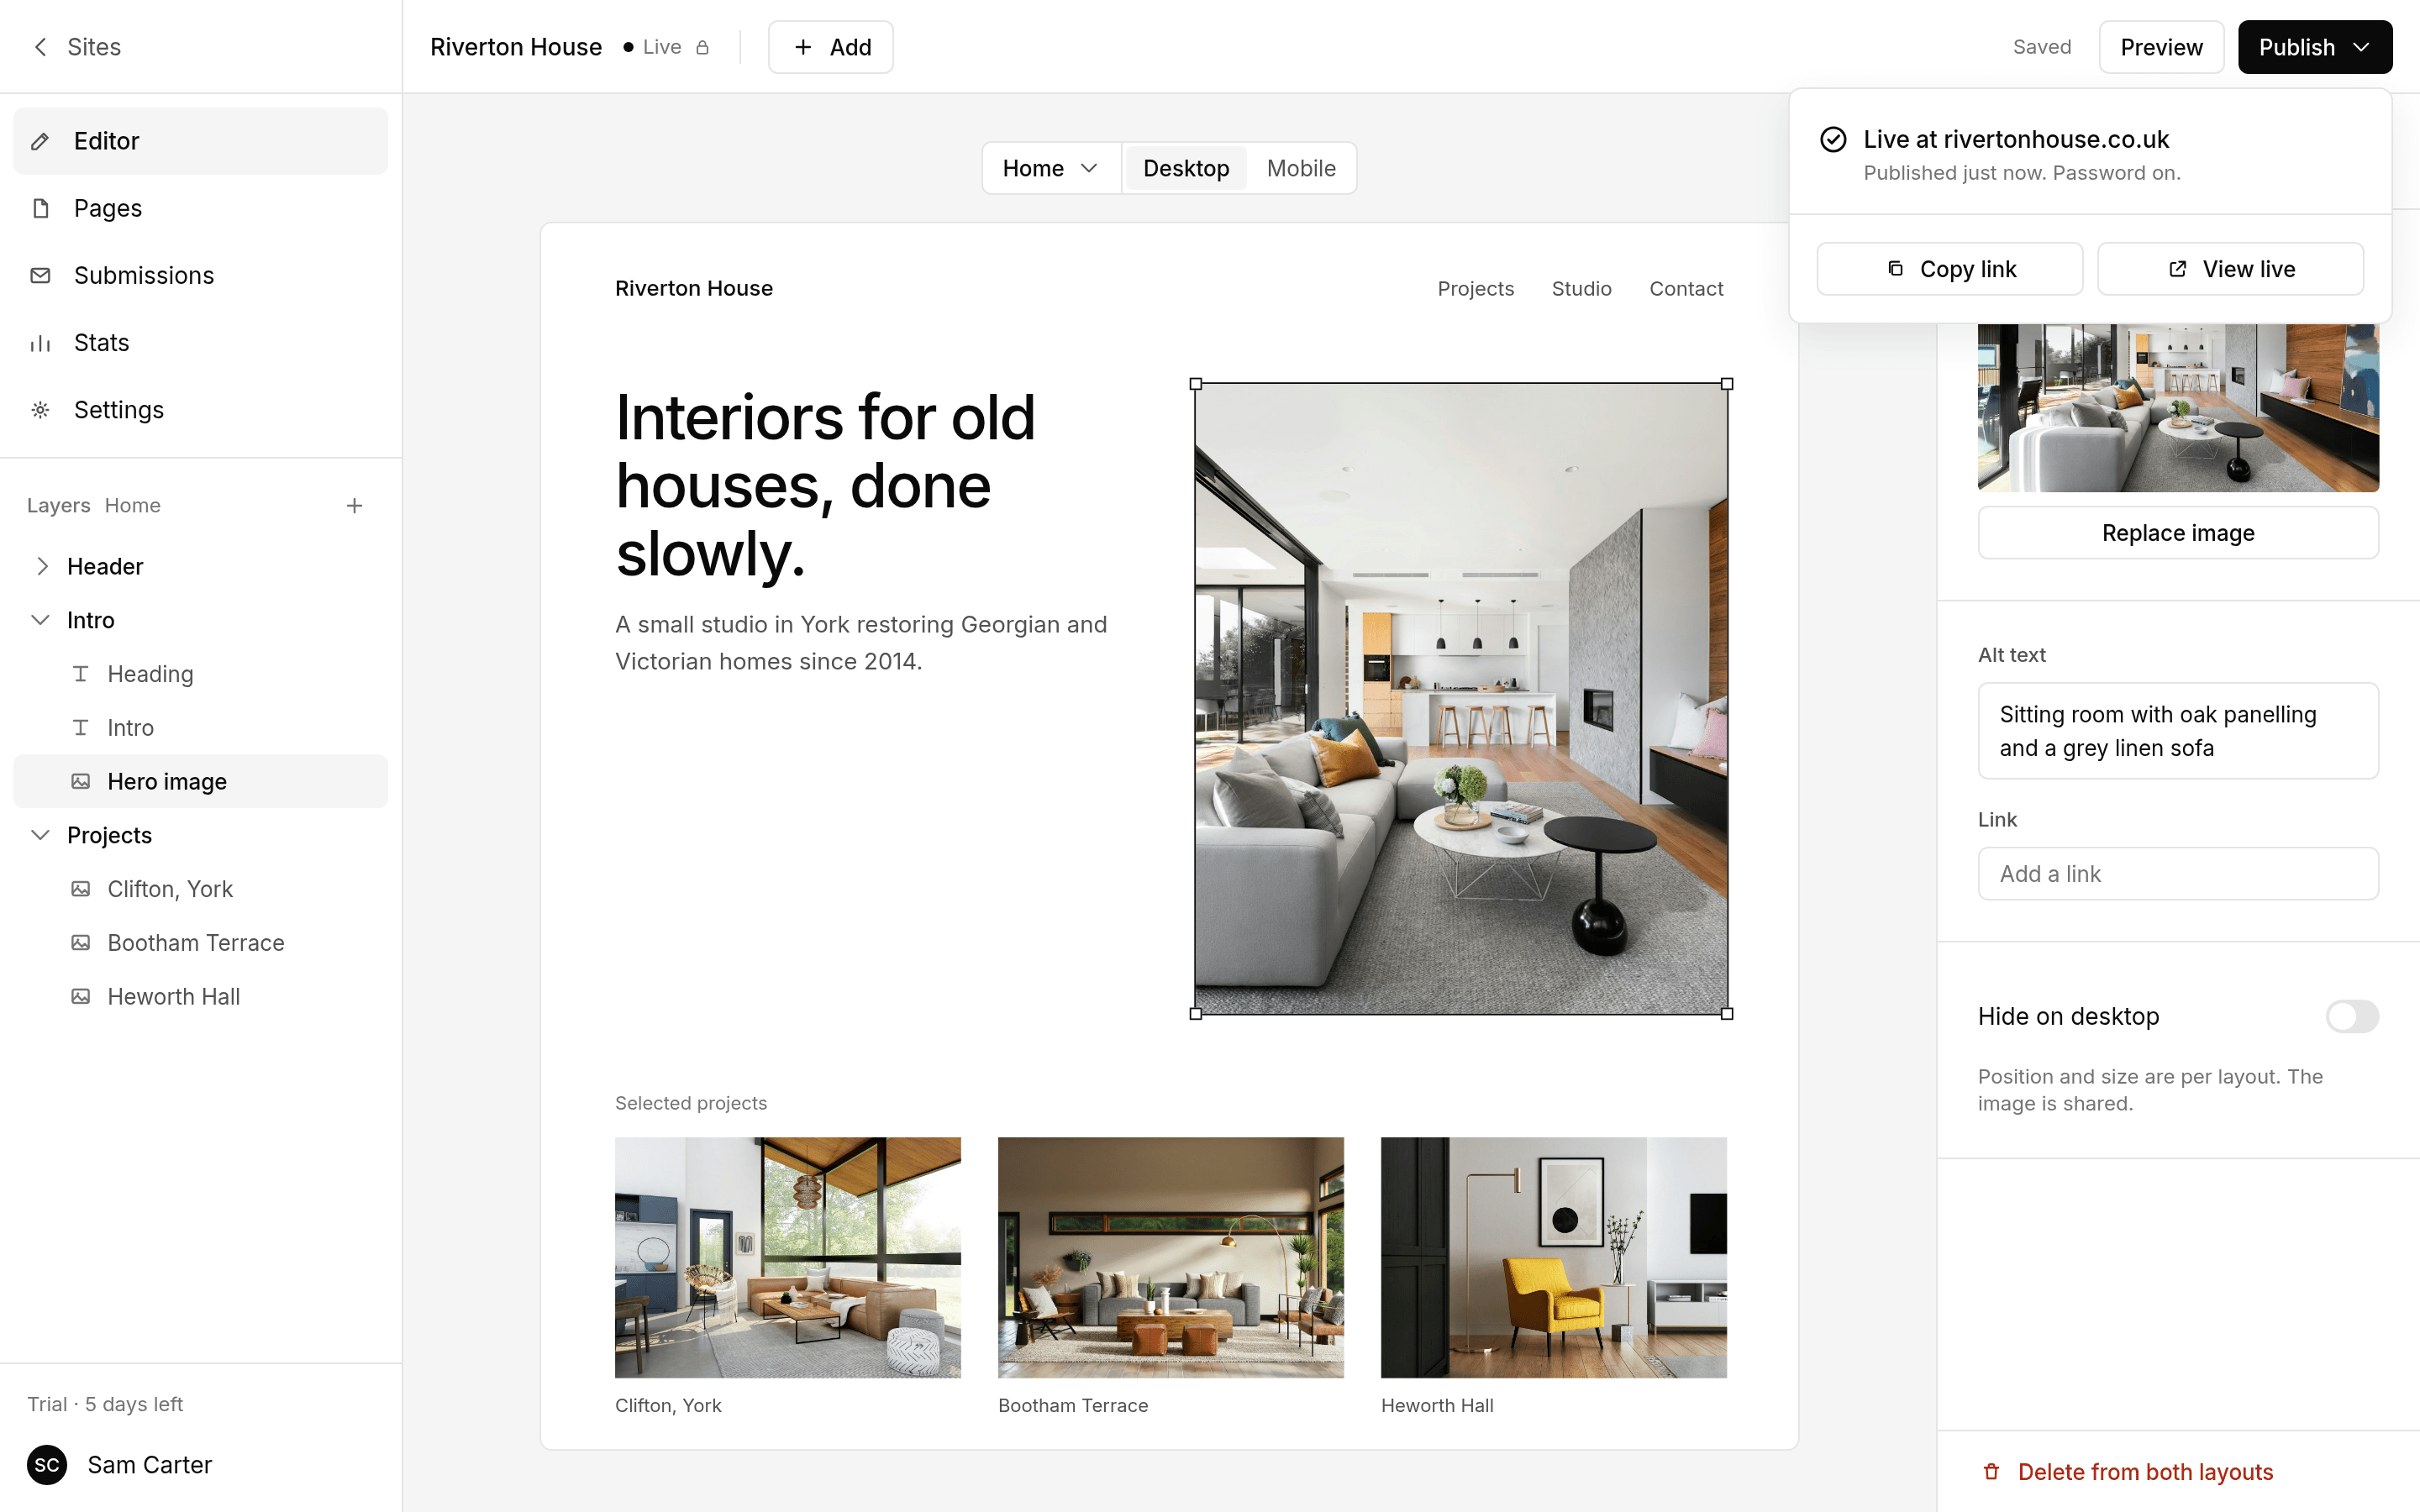 Sites
Riverton House
Live
Add
Saved
Preview
Publish
Editor
Pages
Submissions
Stats
Settings
Layers Home
Header
Intro
Heading
Intro
Hero image
Projects
Clifton, York
Bootham Terrace
Heworth Hall
Trial · 5 days left
SC
Sam Carter
Home
Desktop
Mobile
Riverton House
Projects
Studio
Contact
Interiors for old
houses, done
slowly.
A small studio in York restoring Georgian and
Victorian homes since 2014.
Selected projects
Clifton, York
Bootham Terrace
Heworth Hall
Live at rivertonhouse.co.uk
Published just now. Password on.
Copy link
View live
Replace image
Alt text
Sitting room with oak panelling
and a grey linen sofa
Link
Add a link
Hide on desktop
Position and size are per layout. The
image is shared.
Delete from both layouts